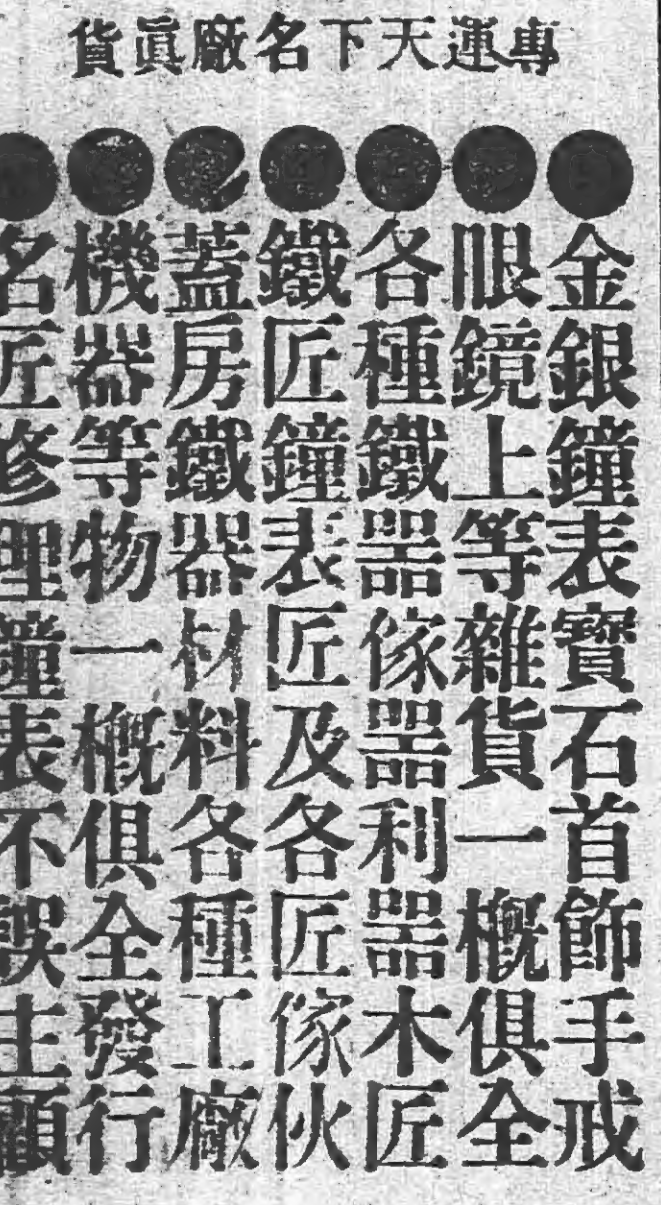 專運天下名廠眞貨
金銀鐘表寶石首飾手戒
眼鏡上等雜貨一概俱全
各種鐵器傢器利器木匠
鐵匠鐘表匠及各匠傢伙
蓋房鐵器材料各種工廠
機器等物一概俱全發行
名匠修理鐘表不誤主顧